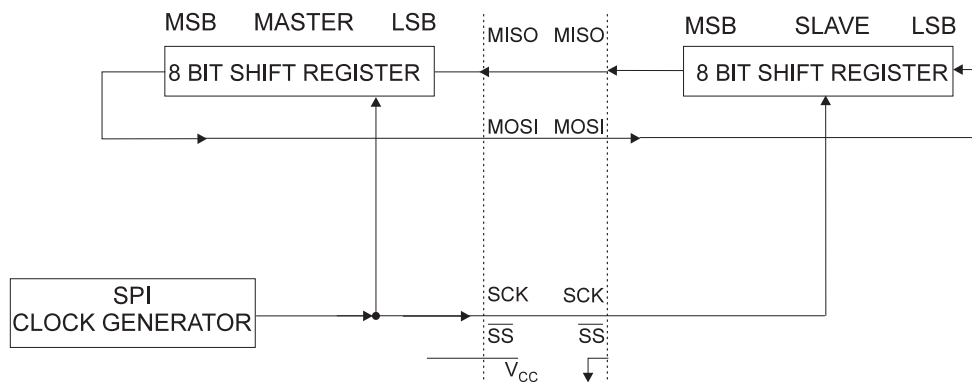 MSB MASTER LSB MISO MISO MSB SLAVE LSB
8 BIT SHIFT REGISTER 8 BIT SHIFT REGISTER
MOSI MOSI
SPI
CLOCK GENERATOR
SCK SCK
SS SS
VCC